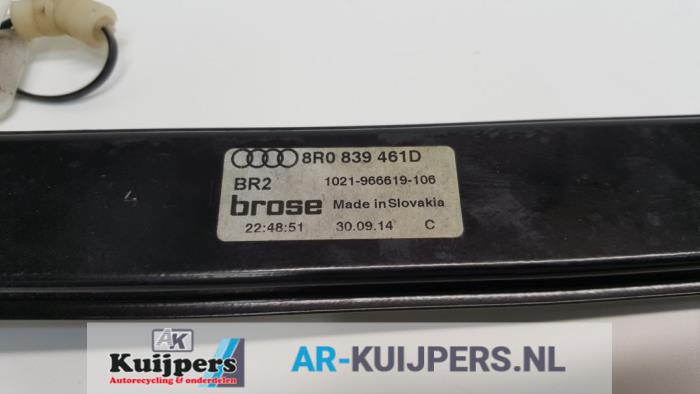 8R0 839 461D
BR2 1021-966619-106
brose Made in Slovakia
22:48:51 30.09.14 C
AK
Kuijpers
Autorecycling & onderdelen
AR-KUIJPERS.NL